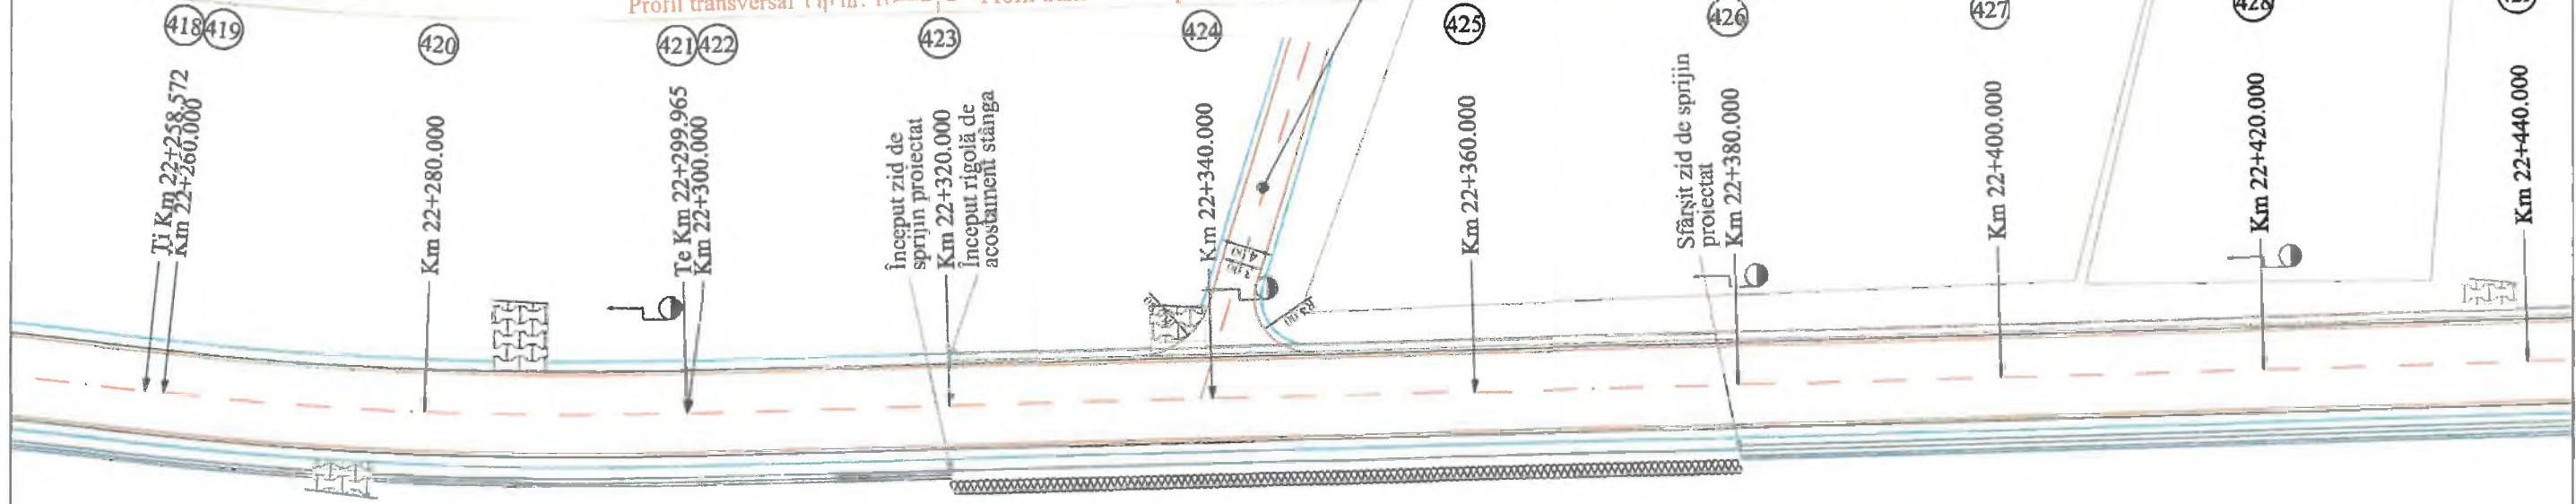 Profil transversal
418 419
420
421 422
423
424
425
426
427
428
Ti Km 22+258.572
Km 22+260.000
Km 22+280.000
Te Km 22+299.965
Km 22+300.000
Început zid de
sprijin proiectat
Km 22+320.000
Început rigolă de
acostament stânga
Km 22+340.000
Km 22+360.000
Sfârșit zid de sprijin
proiectat
Km 22+380.000
Km 22+400.000
Km 22+420.000
Km 22+440.000